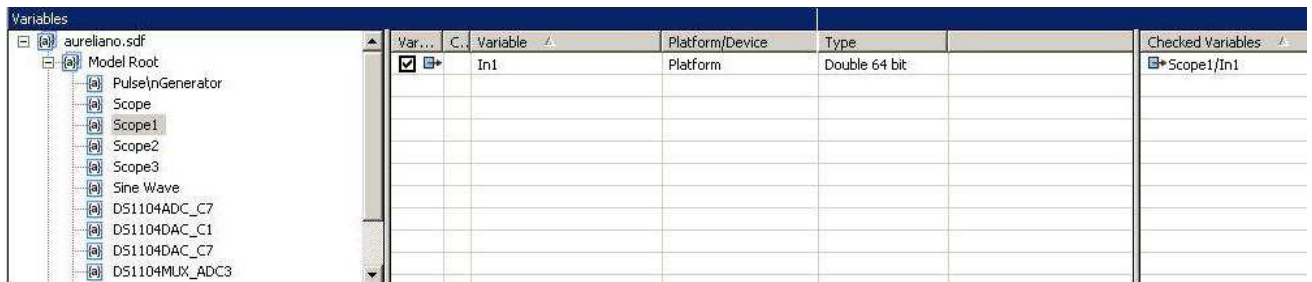 Variables
aureliano.sdf
Model Root
Pulse\nGenerator
Scope
Scope1
Scope2
Scope3
Sine Wave
DS1104ADC_C7
DS1104DAC_C1
DS1104DAC_C7
DS1104MUX_ADC3
Var... C.. Variable Platform/Device Type
In1 Platform Double 64 bit
Checked Variables
Scope1/In1